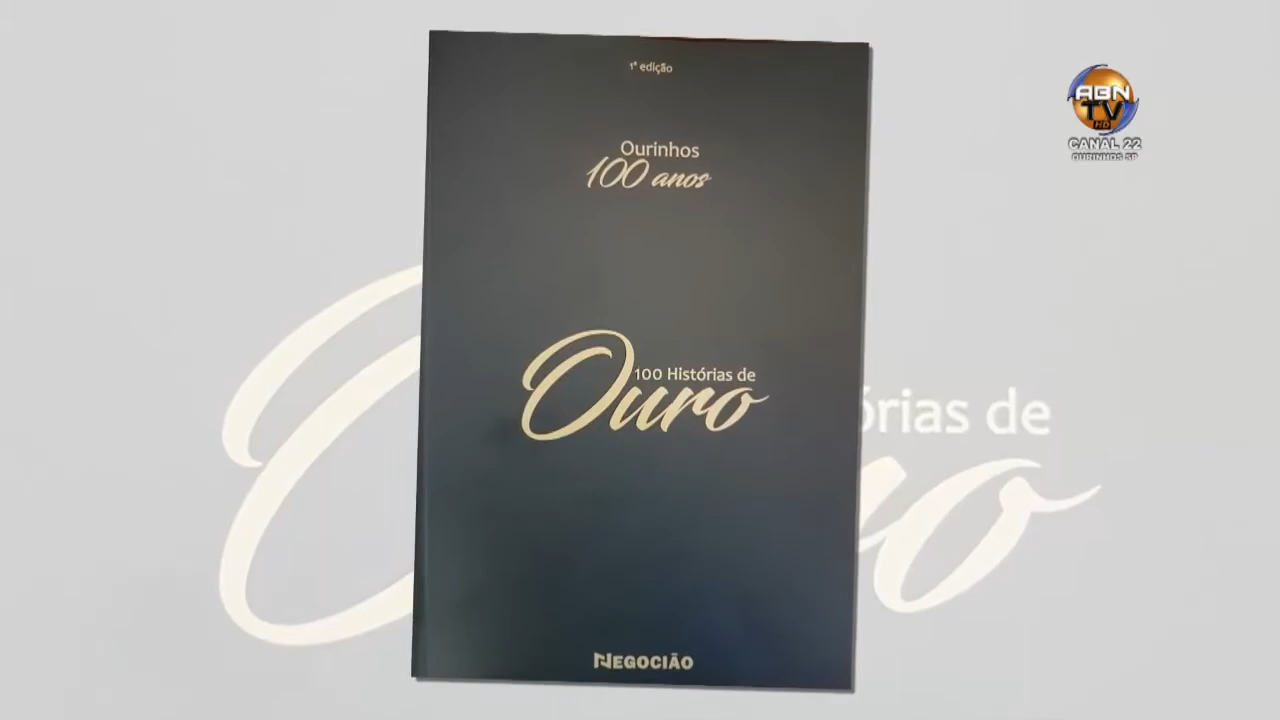 1ª edição
Ourinhos
100 anos
100 Histórias de
Ouro
NEGOCIÃO
órias de
ABN
TV
HD
CANAL 22
OURINHOS SP